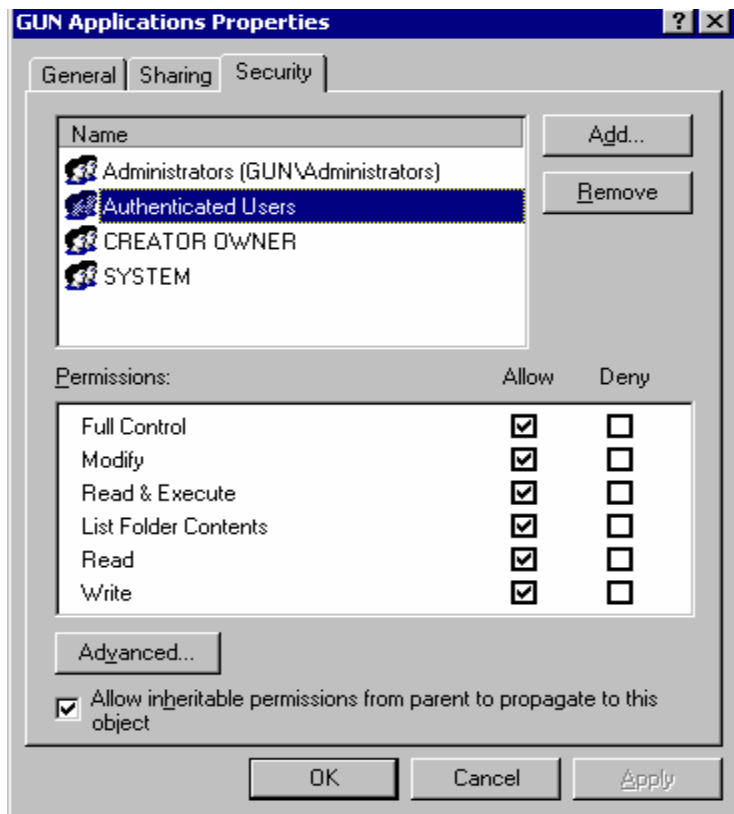 GUN Applications Properties
General Sharing Security
Name
Administrators (GUN\Administrators)
Authenticated Users
CREATOR OWNER
SYSTEM
Add...
Remove
Permissions: Allow Deny
Full Control
Modify
Read & Execute
List Folder Contents
Read
Write
Advanced...
Allow inheritable permissions from parent to propagate to this
object
OK Cancel Apply